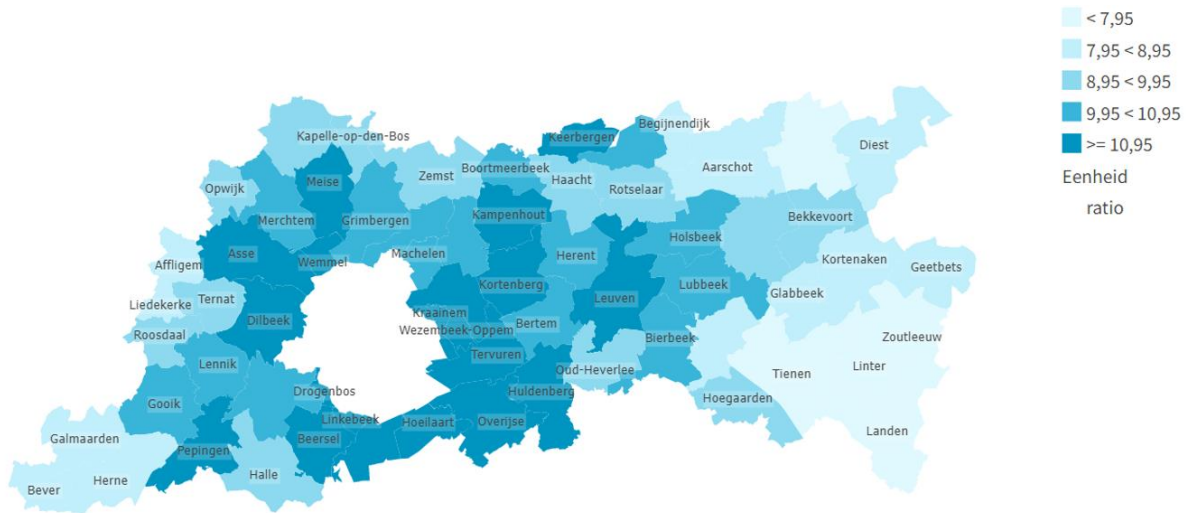 < 7,95
7,95 < 8,95
8,95 < 9,95
9,95 < 10,95
>= 10,95
Eenheid
ratio
Begijnendijk
Kapelle-op-den-Bos
Keerbergen
Diest
Aarschot
Boortmeerbeek
Zemst
Haacht
Meise
Opwijk
Rotselaar
Kampenhout
Bekkevoort
Merchtem
Grimbergen
Holsbeek
Asse
Machelen
Herent
Kortenaken
Wemmel
Affligem
Geetbets
Kortenberg
Lubbeek
Glabbeek
Ternat
Leuven
Liedekerke
Kraainem
Dilbeek
Bertem
Wezembeek-Oppem
Roosdaal
Bierbeek
Zoutleeuw
Tervuren
Lennik
Linter
Oud-Heverlee
Tienen
Drogenbos
Huldenberg
Hoegaarden
Gooik
Linkebeek
Hoeilaart
Overijse
Landen
Galmaarden
Beersel
Pepingen
Halle
Herne
Bever